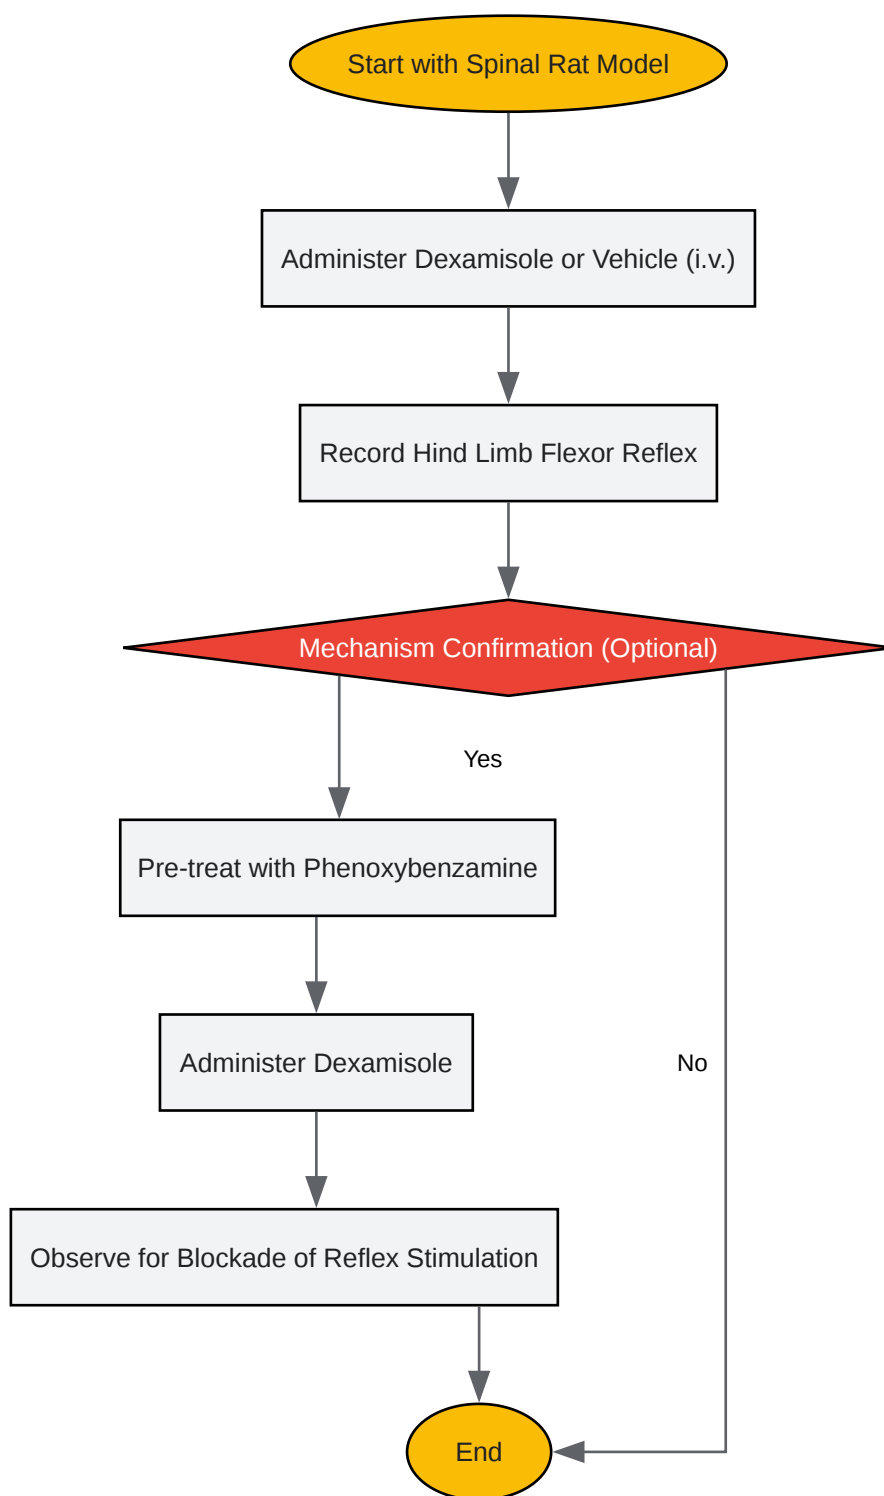 Start with Spinal Rat Model
Administer Dexamisole or Vehicle (i.v.)
Record Hind Limb Flexor Reflex
Mechanism Confirmation (Optional)
Yes
Pre-treat with Phenoxybenzamine
Administer Dexamisole
No
Observe for Blockade of Reflex Stimulation
End